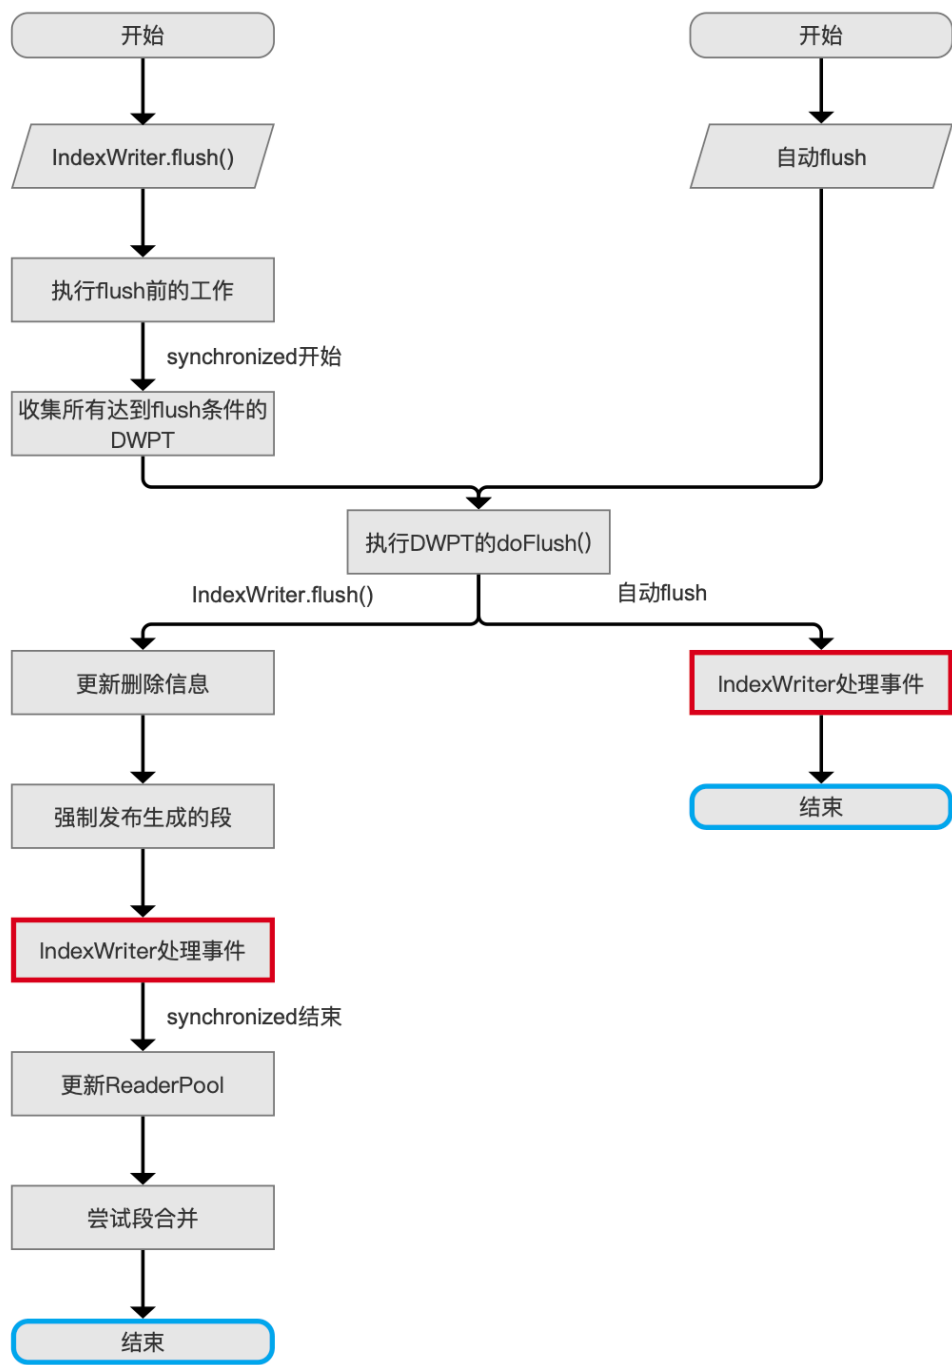 开始
开始
IndexWriter.flush()
自动flush
执行flush前的工作
synchronized开始
收集所有达到flush条件的
DWPT
执行DWPT的doFlush()
IndexWriter.flush()
自动flush
更新删除信息
IndexWriter处理事件
强制发布生成的段
结束
IndexWriter处理事件
synchronized结束
更新ReaderPool
尝试段合并
结束